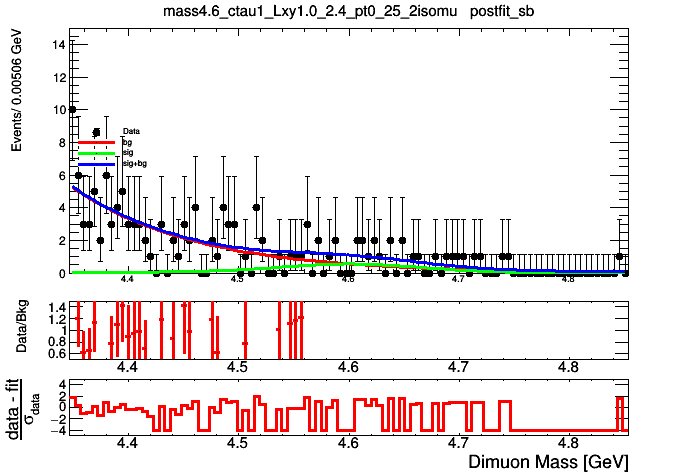 mass4.6_ctau1_Lxy1.0_2.4_pt0_25_2isomu postfit_sb
Events/ 0.00506 GeV
14
12
10
8
6
4
2
0
Data
bg
sig
sig+bg
4.4 4.5 4.6 4.7 4.8
Data/Bkg
1.4
1.2
1
0.8
0.6
4.4 4.5 4.6 4.7 4.8
data - fit
σdata
4
2
0
−2
−4
4.4 4.5 4.6 4.7 4.8
Dimuon Mass [GeV]